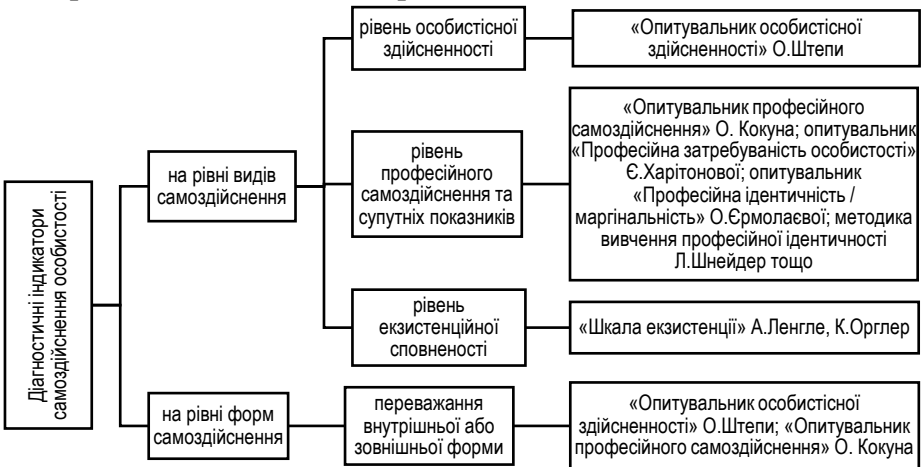 Діагностичні індикатори
самоздійснення особистості
на рівні видів
самоздійснення
рівень особистісної
здійсненності
«Опитувальник особистісної
здійсненності» О.Штепи
рівень
професійного
самоздійснення та
супутніх показників
«Опитувальник професійного
самоздійснення» О. Кокуна; опитувальник
«Професійна затребуваність особистості»
Є.Харітонової; опитувальник
«Професійна ідентичність /
маргінальність» О.Єрмолаєвої; методика
вивчення професійної ідентичності
Л.Шнейдер тощо
рівень
екзистенційної
сповненості
«Шкала екзистенції» А.Ленгле, К.Орглер
на рівні форм
самоздійснення
переважання
внутрішньої або
зовнішньої форми
«Опитувальник особистісної
здійсненності» О.Штепи; «Опитувальник
професійного самоздійснення» О. Кокуна